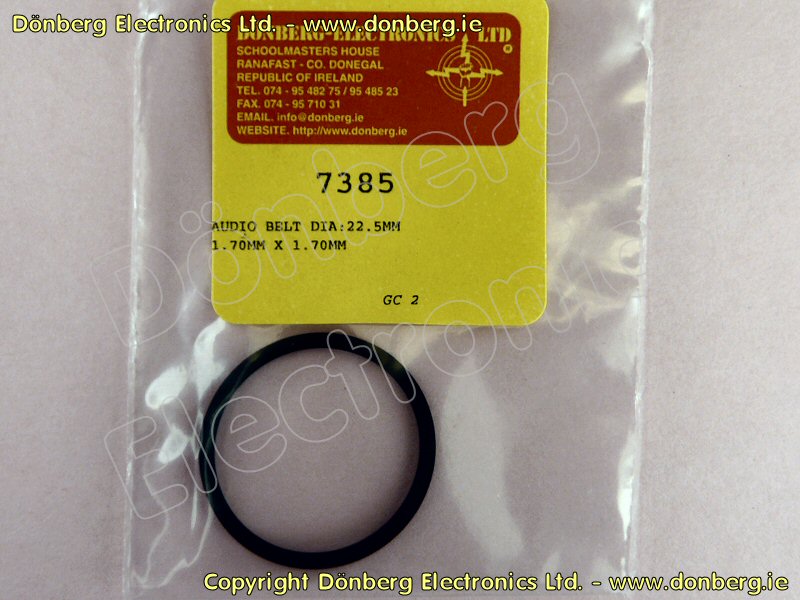 Dönberg Electronics Ltd. - www.donberg.ie
DÖNBERG-ELECTRONICS LTD
SCHOOLMASTERS HOUSE
RANAFAST - CO. DONEGAL
REPUBLIC OF IRELAND
TEL. 074 - 95 482 75 / 95 485 23
FAX. 074 - 95 710 31
EMAIL. info@donberg.ie
WEBSITE. http://www.donberg.ie
7385
AUDIO BELT DIA:22.5MM
1.70MM X 1.70MM
GC 2
Dönberg
Electronic
Copyright Dönberg Electronics Ltd. - www.donberg.ie